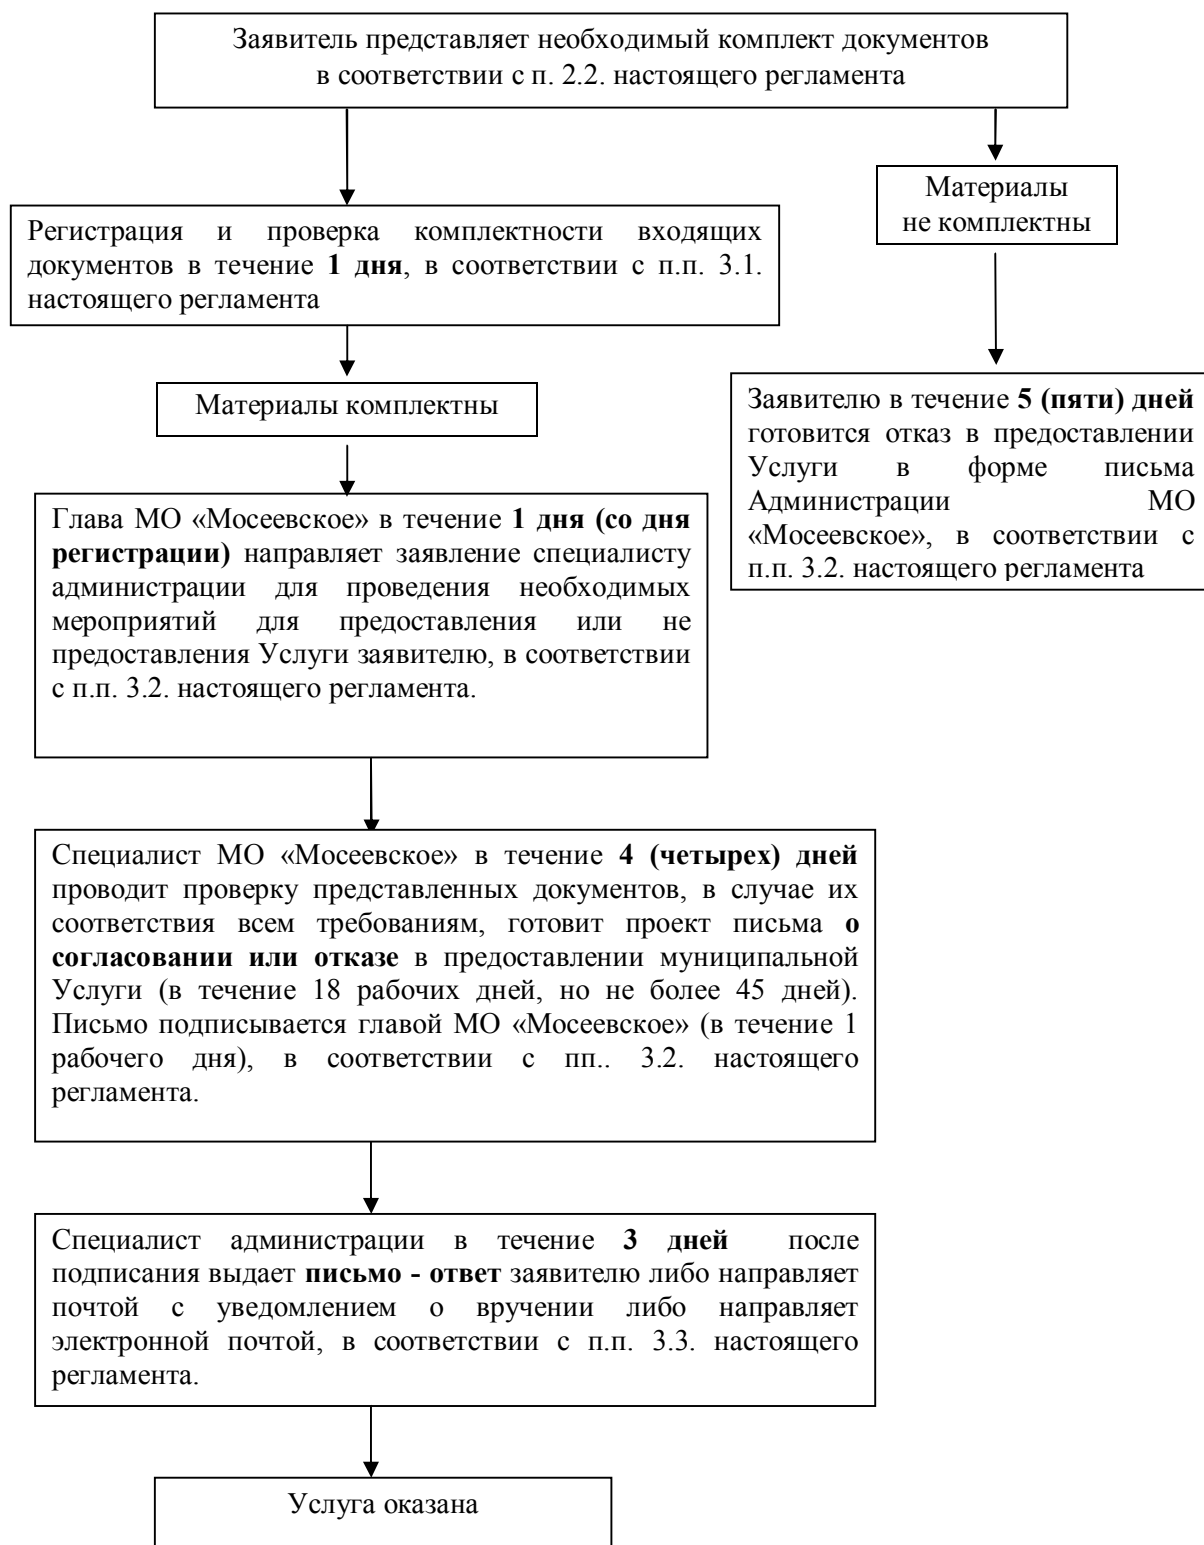 Заявитель представляет необходимый комплект документов
в соответствии с п. 2.2. настоящего регламента
Материалы
не комплектны
Регистрация и проверка комплектности входящих
документов в течение 1 дня, в соответствии с п.п. 3.1.
настоящего регламента
Материалы комплектны
Заявителю в течение 5 (пяти) дней
готовится отказ в предоставлении
Услуги в форме письма
Администрации МО
«Мосеевское», в соответствии с
п.п. 3.2. настоящего регламента
Глава МО «Мосеевское» в течение 1 дня (со дня
регистрации) направляет заявление специалисту
администрации для проведения необходимых
мероприятий для предоставления или не
предоставления Услуги заявителю, в соответствии
с п.п. 3.2. настоящего регламента.
Специалист МО «Мосеевское» в течение 4 (четырех) дней
проводит проверку представленных документов, в случае их
соответствия всем требованиям, готовит проект письма о
согласовании или отказе в предоставлении муниципальной
Услуги (в течение 18 рабочих дней, но не более 45 дней).
Письмо подписывается главой МО «Мосеевское» (в течение 1
рабочего дня), в соответствии с пп.. 3.2. настоящего
регламента.
Специалист администрации в течение 3 дней после
подписания выдает письмо - ответ заявителю либо направляет
почтой с уведомлением о вручении либо направляет
электронной почтой, в соответствии с п.п. 3.3. настоящего
регламента.
Услуга оказана